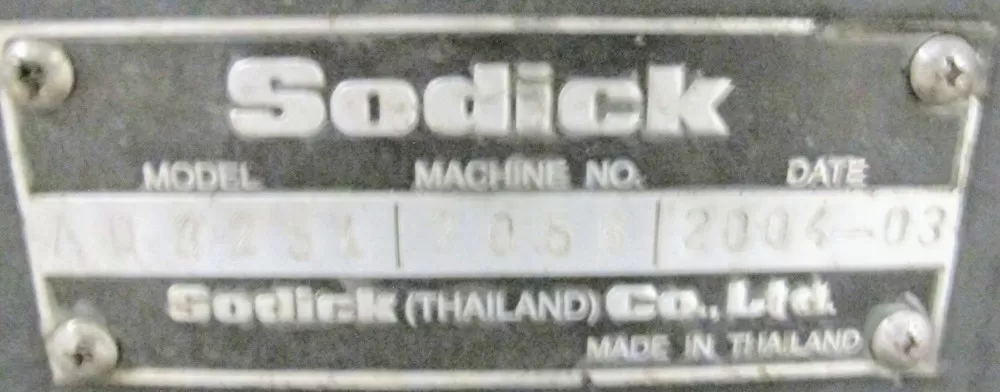 Sodick
MODEL MACHINE NO. DATE
2004-03
Sodick (THAILAND) Co., Ltd.
MADE IN THAILAND